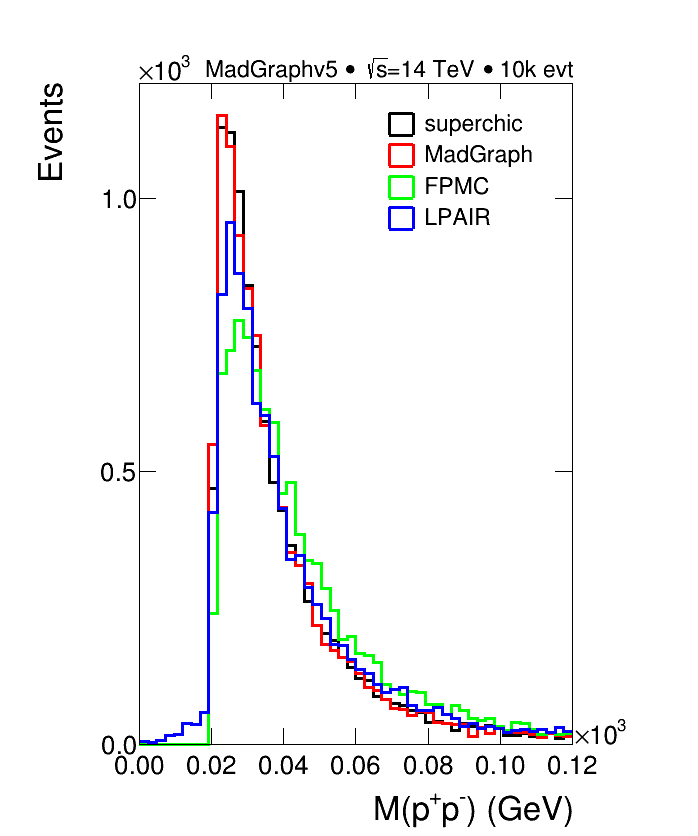 ×10³ MadGraphv5 • √s=14 TeV • 10k evt
Events
superchic
MadGraph
FPMC
LPAIR
1.0
0.5
0.0
0.00 0.02 0.04 0.06 0.08 0.10 0.12 ×10³
M(p⁺p⁻) (GeV)